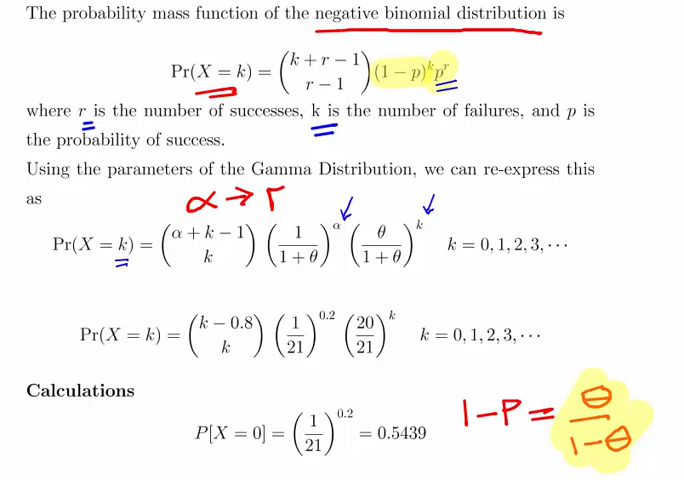 The probability mass function of the negative binomial distribution is
Pr(X = k) = (k + r − 1 r − 1) (1 − p)^k p^r
where r is the number of successes, k is the number of failures, and p is
the probability of success.
Using the parameters of the Gamma Distribution, we can re-express this
as
α → r
Pr(X = k) = (α + k − 1 k) (1/1 + θ)^α (θ/1 + θ)^k k = 0, 1, 2, 3, ···
Pr(X = k) = (k − 0.8 k) (1/21)^0.2 (20/21)^k k = 0, 1, 2, 3, ···
Calculations
P[X = 0] = (1/21)^0.2 = 0.5439
1 − P = θ/1 − θ